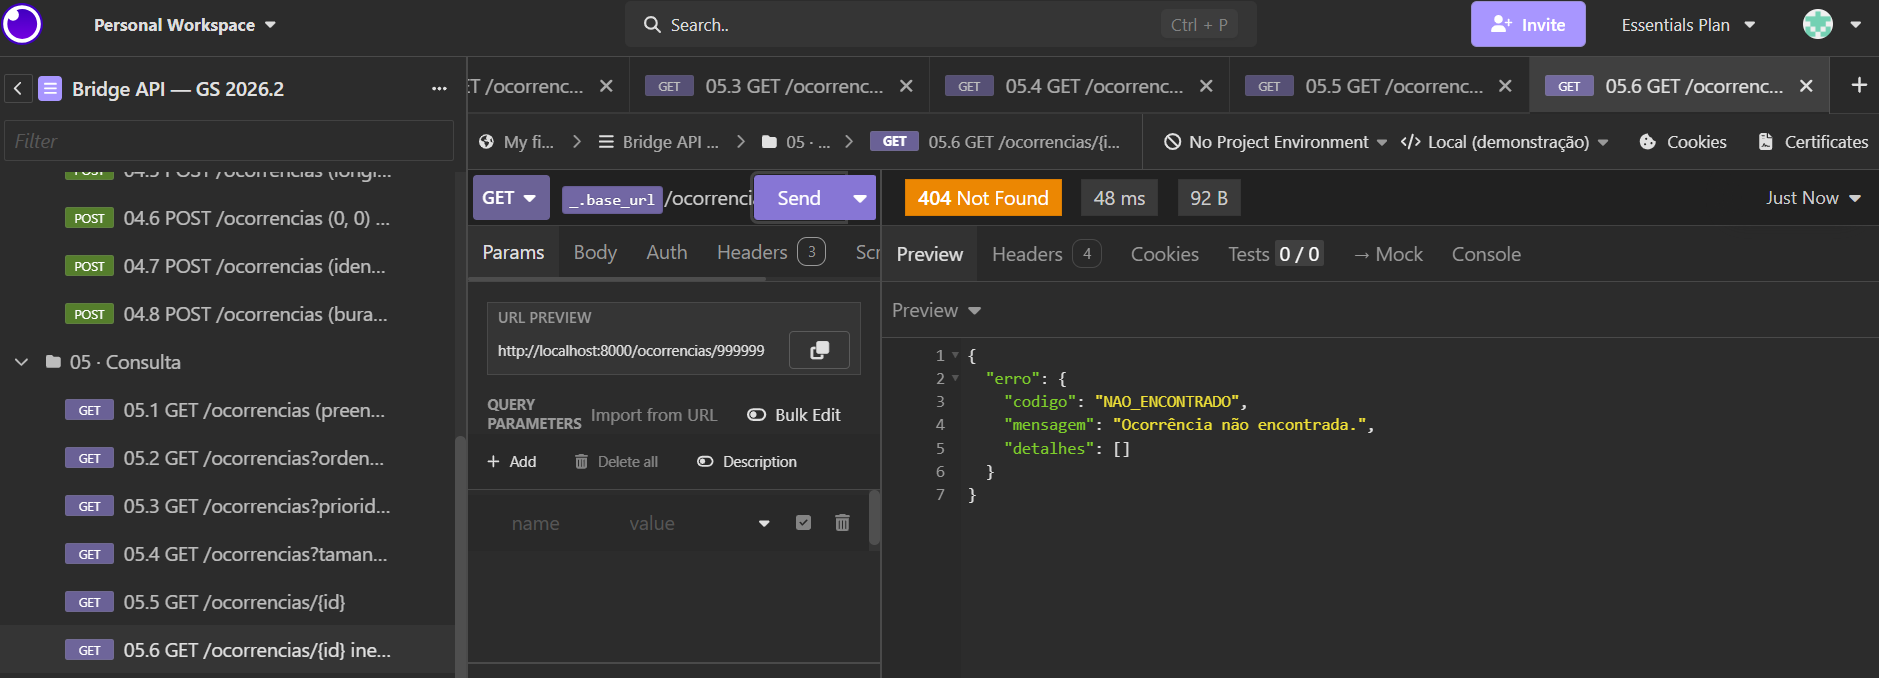 Personal Workspace
Search..
Ctrl + P
Invite
Essentials Plan
Bridge API — GS 2026.2
Filter
POST 04.5 POST /ocorrencias (longi...
POST 04.6 POST /ocorrencias (0, 0) ...
POST 04.7 POST /ocorrencias (iden...
POST 04.8 POST /ocorrencias (bura...
05 · Consulta
GET 05.1 GET /ocorrencias (preen...
GET 05.2 GET /ocorrencias?orden...
GET 05.3 GET /ocorrencias?priorid...
GET 05.4 GET /ocorrencias?taman...
GET 05.5 GET /ocorrencias/{id}
GET 05.6 GET /ocorrencias/{id} ine...
ET /ocorrenc...
GET 05.3 GET /ocorrenc...
GET 05.4 GET /ocorrenc...
GET 05.5 GET /ocorrenc...
GET 05.6 GET /ocorrenc...
My fi...
Bridge API ...
05 · ...
GET 05.6 GET /ocorrencias/{i...
No Project Environment
Local (demonstração)
Cookies
Certificates
GET
_.base_url/ocorrenci
Send
404 Not Found
48 ms
92 B
Just Now
Params
Body
Auth
Headers 3
Scr
URL PREVIEW
http://localhost:8000/ocorrencias/999999
QUERY PARAMETERS
Import from URL
Bulk Edit
Add
Delete all
Description
name
value
Preview
Headers 4
Cookies
Tests 0 / 0
→ Mock
Console
Preview
1 {
2 "erro": {
3 "codigo": "NAO_ENCONTRADO",
4 "mensagem": "Ocorrência não encontrada.",
5 "detalhes": []
6 }
7 }